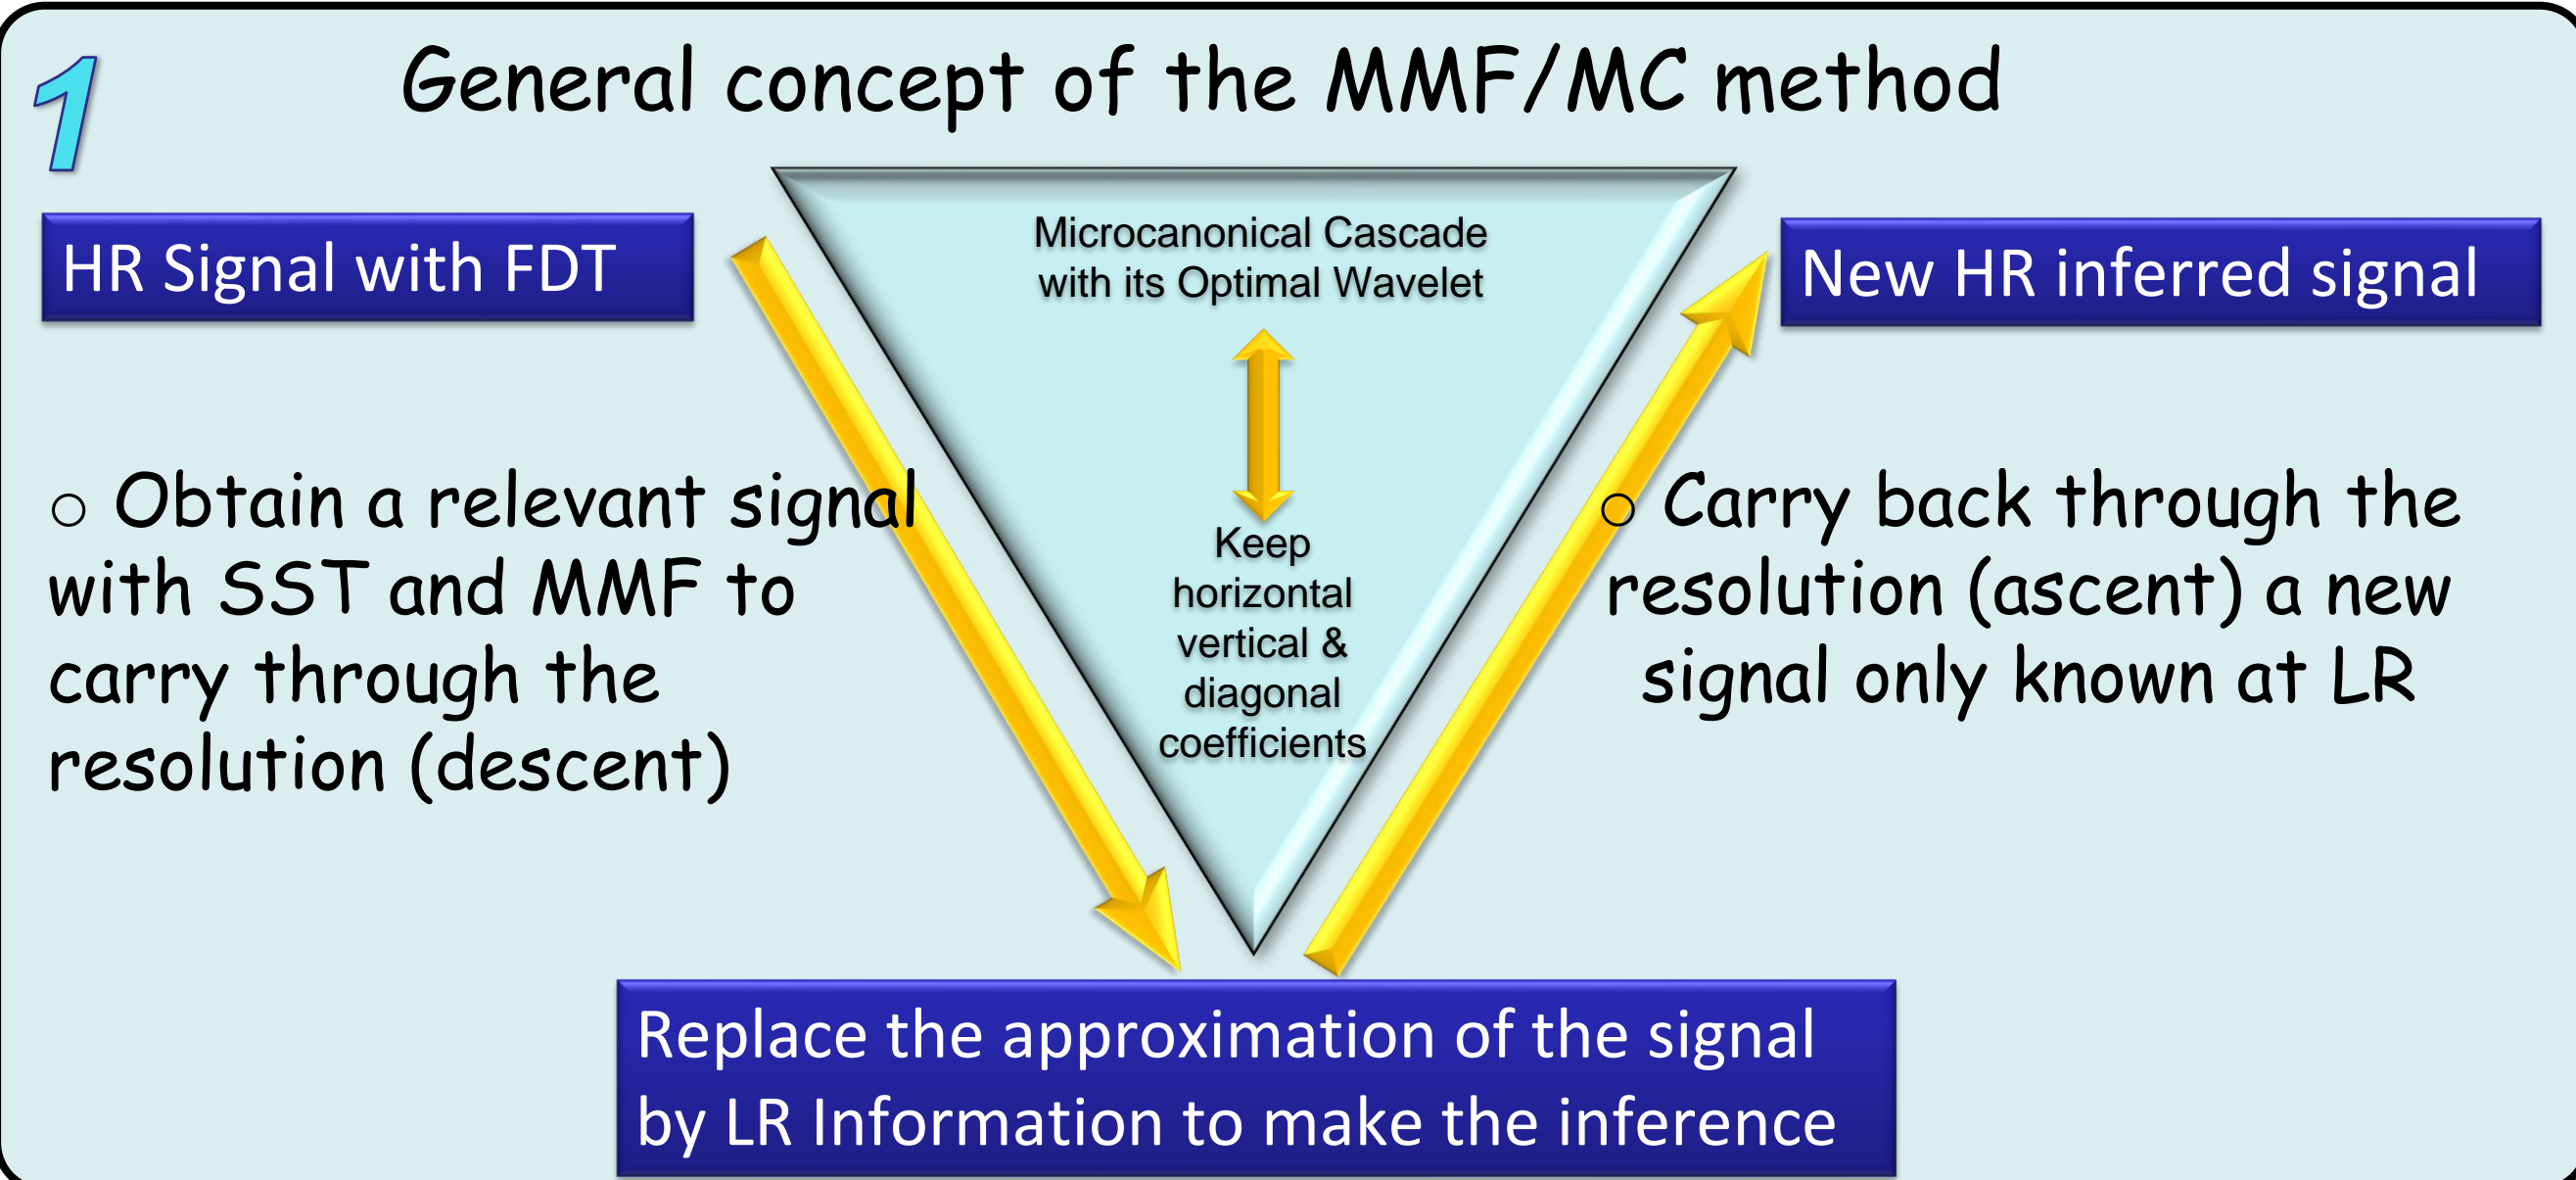 1
General concept of the MMF/MC method
HR Signal with FDT
○ Obtain a relevant signal
with SST and MMF to
carry through the
resolution (descent)
Microcanonical Cascade
with its Optimal Wavelet
Keep
horizontal
vertical &
diagonal
coefficients
New HR inferred signal
○ Carry back through the
resolution (ascent) a new
signal only known at LR
Replace the approximation of the signal
by LR Information to make the inference